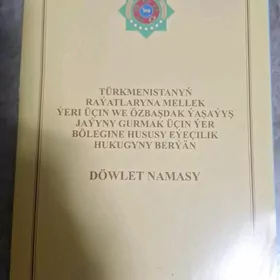 TÜRKMENISTANYŇ
RAÝATLARYNA MELLEK
ÝERI ÜÇIN WE ÖZBAŞDAK ÝAŞAÝYŞ
JAÝYNY GURMAK ÜÇIN ÝER
BÖLEGINE HUSUSY EÝEÇILIK
HUKUGYNY BERÝÄN
DÖWLET NAMASY